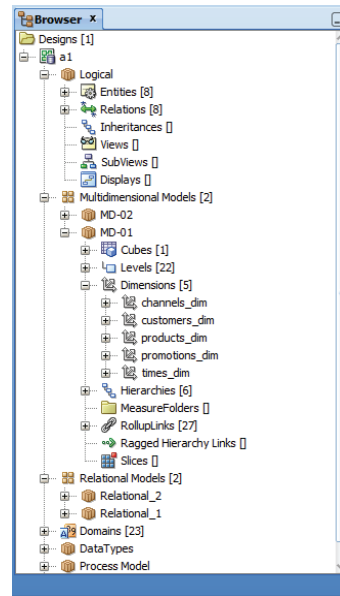 Browser x
Designs [1]
a1
Logical
Entities [8]
Relations [8]
Inheritances []
Views []
SubViews []
Displays []
Multidimensional Models [2]
MD-02
MD-01
Cubes [1]
Levels [22]
Dimensions [5]
channels_dim
customers_dim
products_dim
promotions_dim
times_dim
Hierarchies [6]
MeasureFolders []
RollupLinks [27]
Ragged Hierarchy Links []
Slices []
Relational Models [2]
Relational_2
Relational_1
Domains [23]
DataTypes
Process Model